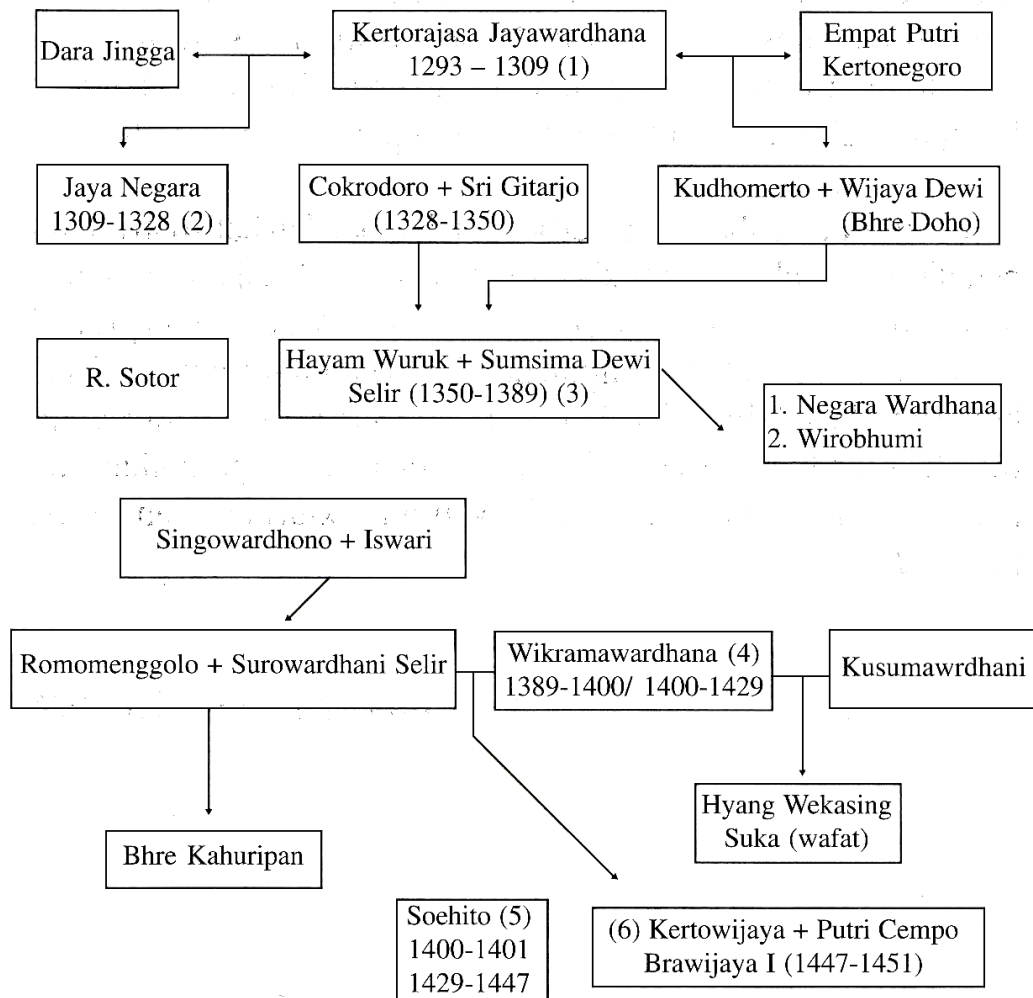 Dara Jingga
Kertorajasa Jayawardhana
1293 – 1309 (1)
Empat Putri
Kertonegoro
Jaya Negara
1309-1328 (2)
Cokrodoro + Sri Gitarjo
(1328-1350)
Kudhomerto + Wijaya Dewi
(Bhre Doho)
R. Sotor
Hayam Wuruk + Sumsima Dewi
Selir (1350-1389) (3)
1. Negara Wardhana
2. Wirobhumi
Singowardhono + Iswari
Romomenggolo + Surowardhani Selir
Wikramawardhana (4)
1389-1400/ 1400-1429
Kusumawrdhani
Hyang Wekasing
Suka (wafat)
Bhre Kahuripan
Soehito (5)
1400-1401
1429-1447
(6) Kertowijaya + Putri Cempo
Brawijaya I (1447-1451)